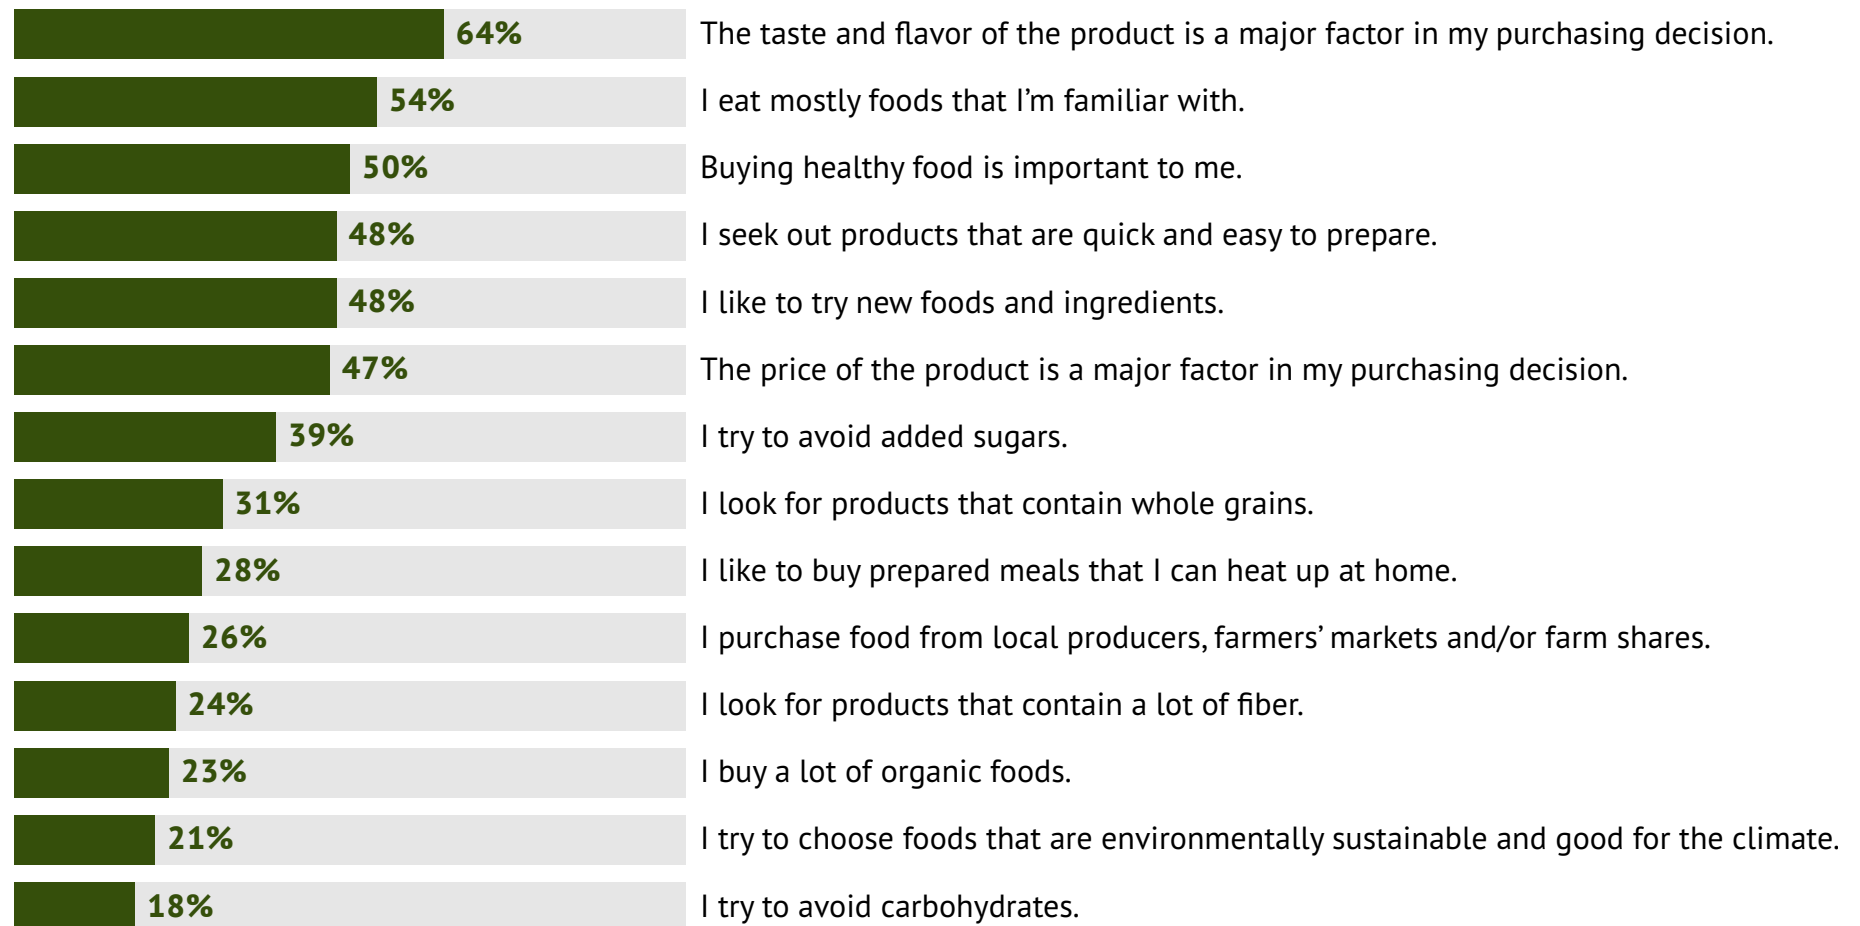 64% The taste and flavor of the product is a major factor in my purchasing decision.
54% I eat mostly foods that I’m familiar with.
50% Buying healthy food is important to me.
48% I seek out products that are quick and easy to prepare.
48% I like to try new foods and ingredients.
47% The price of the product is a major factor in my purchasing decision.
39% I try to avoid added sugars.
31% I look for products that contain whole grains.
28% I like to buy prepared meals that I can heat up at home.
26% I purchase food from local producers, farmers’ markets and/or farm shares.
24% I look for products that contain a lot of fiber.
23% I buy a lot of organic foods.
21% I try to choose foods that are environmentally sustainable and good for the climate.
18% I try to avoid carbohydrates.